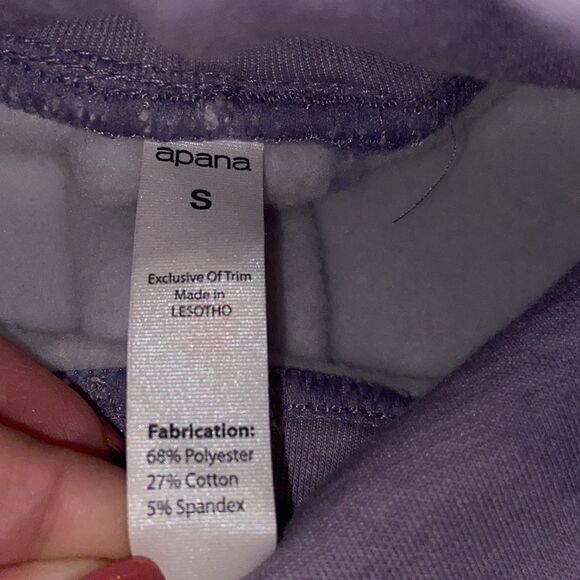 apana
S
Exclusive Of Trim
Made in
LESOTHO
Fabrication:
68% Polyester
27% Cotton
5% Spandex